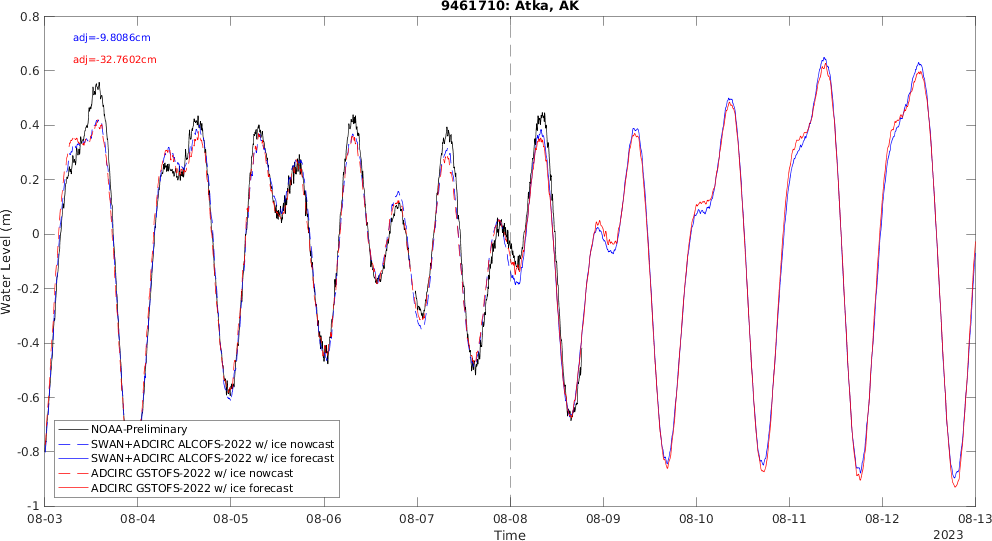 9461710: Atka, AK
adj=-9.8086cm
adj=-32.7602cm
Water Level (m)
0.8
0.6
0.4
0.2
0
-0.2
-0.4
-0.6
-0.8
-1
NOAA-Preliminary
SWAN+ADCIRC ALCOFS-2022 w/ ice nowcast
SWAN+ADCIRC ALCOFS-2022 w/ ice forecast
ADCIRC GSTOFS-2022 w/ ice nowcast
ADCIRC GSTOFS-2022 w/ ice forecast
08-03 08-04 08-05 08-06 08-07 08-08 08-09 08-10 08-11 08-12 08-13
Time
2023